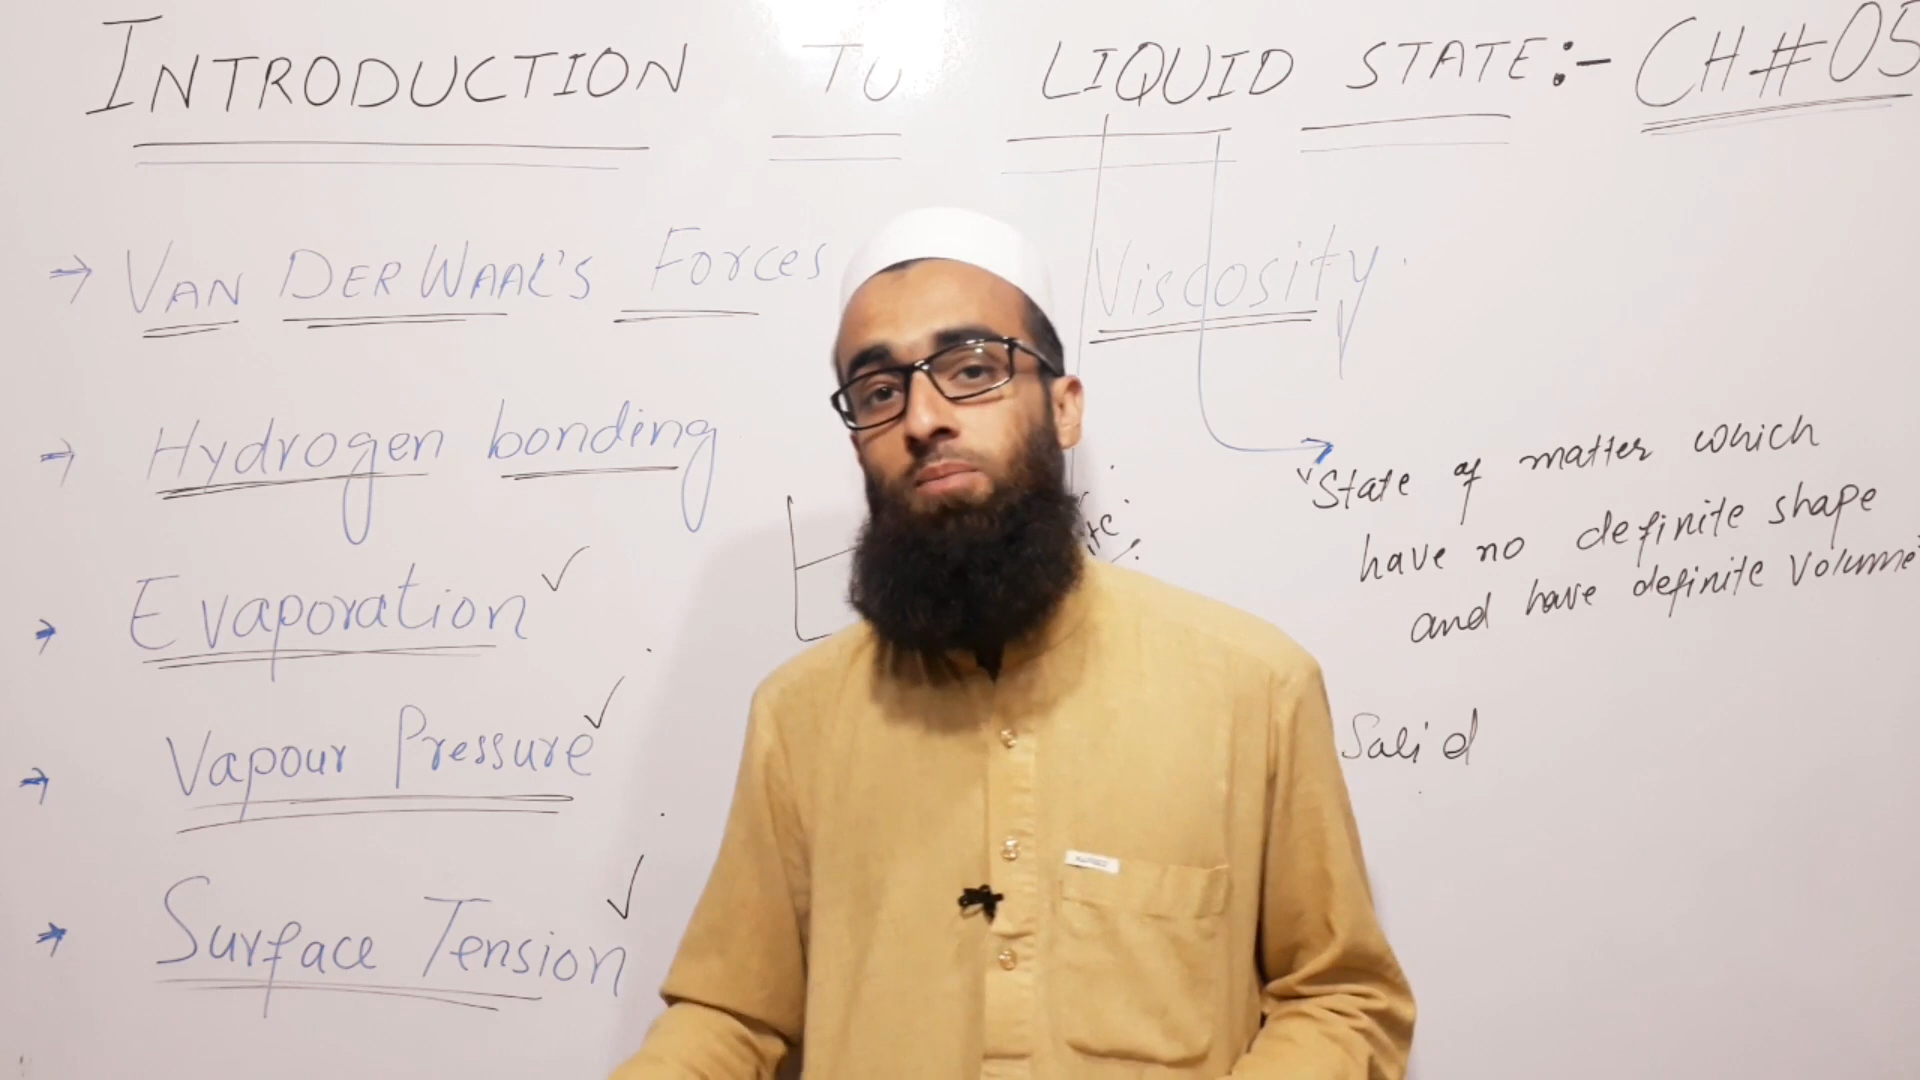 INTRODUCTION TO LIQUID STATE:- CH#05
→ VAN DER WAAL'S Forces
Viscosity.
→ Hydrogen bonding
→ Evaporation ✓
→ Vapour Pressure ✓
→ Surface Tension ✓
"State of matter which
have no definite shape
and have definite volume"
Solid